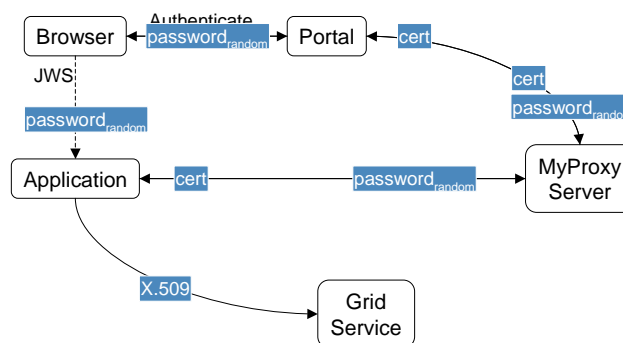 Authenticate
Browser
password random
Portal
cert
JWS
cert
password rando
password random
Application
cert
password random
MyProxy
Server
X.509
Grid
Service